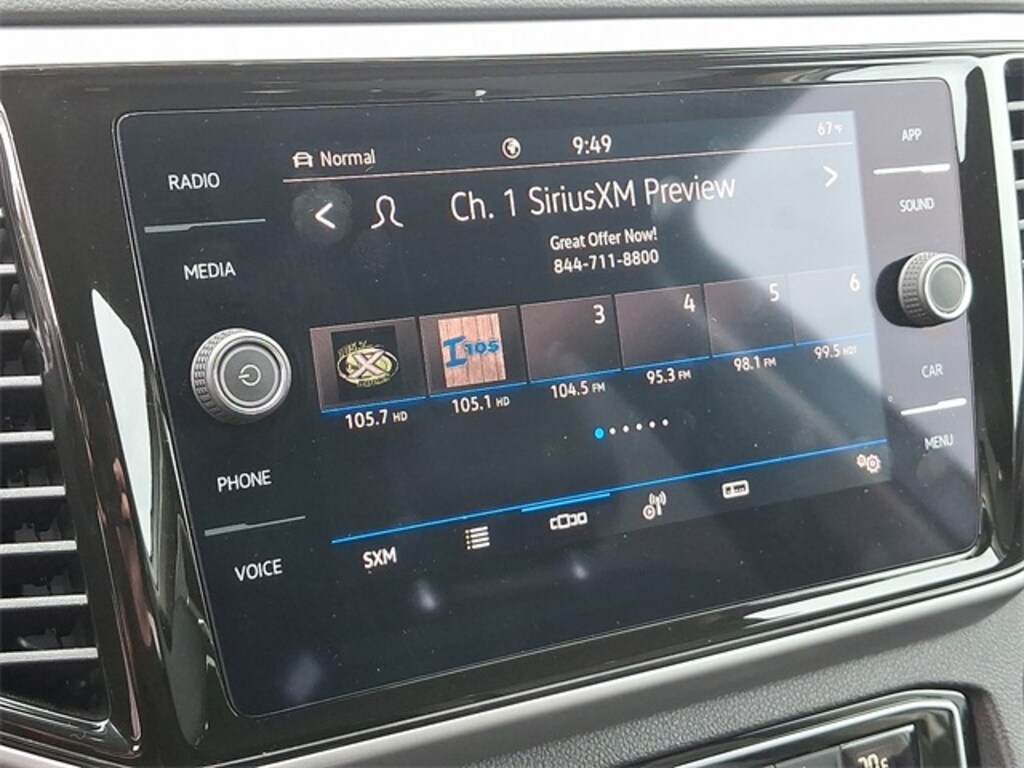 67°F
Normal
9:49
APP
RADIO
Ch. 1 SiriusXM Preview
SOUND
Great Offer Now!
844-711-8800
MEDIA
3
4
5
6
X
I 105
105.7 HD
105.1 HD
104.5 FM
95.3 FM
98.1 FM
99.5 HD1
CAR
MENU
PHONE
SXM
VOICE